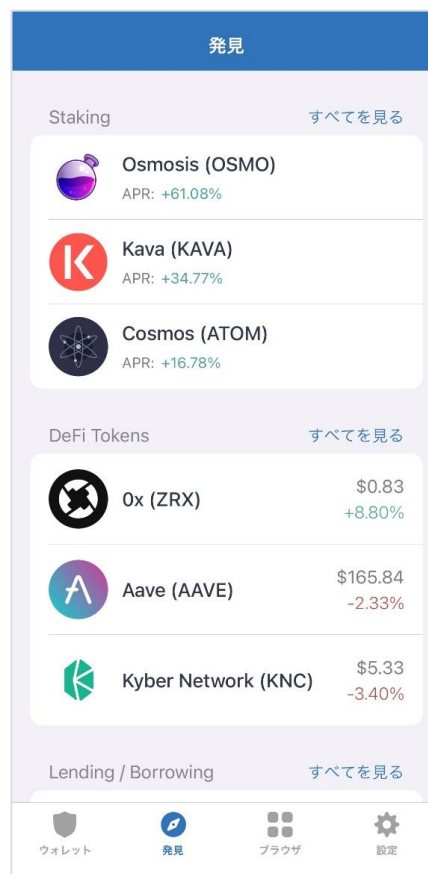 発見
Staking すべてを見る
Osmosis (OSMO)
APR: +61.08%
Kava (KAVA)
APR: +34.77%
Cosmos (ATOM)
APR: +16.78%
DeFi Tokens すべてを見る
0x (ZRX) $0.83
+8.80%
Aave (AAVE) $165.84
-2.33%
Kyber Network (KNC) $5.33
-3.40%
Lending / Borrowing すべてを見る
ウォレット 発見 ブラウザ 設定